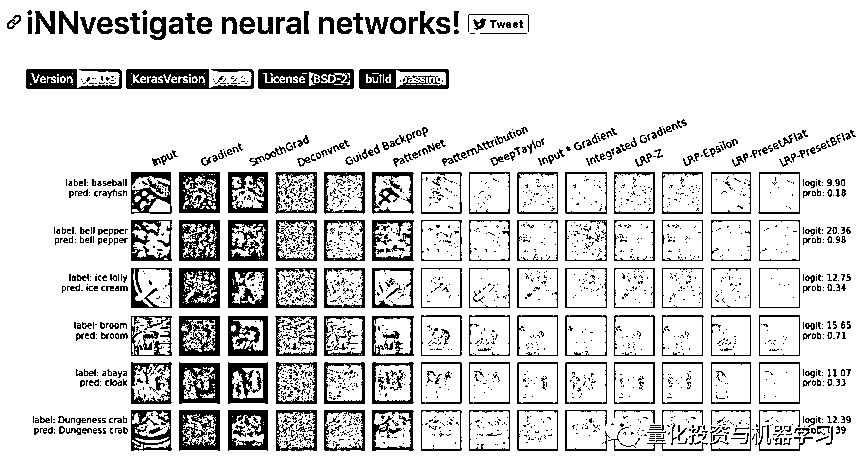 iNNvestigate neural networks!
Tweet
Version
KerasVersion
License BSD-2
build passing
Input Gradient SmoothGrad Deconvnet Guided Backprop PatternNet PatternAttribution DeepTaylor Input * Gradient Integrated Gradients LRP-Z LRP-Epsilon LRP-PresetAFlat LRP-PresetBFlat
label: baseball logit: 9.90
pred: crayfish prob: 0.18
label: bell pepper logit: 20.36
pred: bell pepper prob: 0.98
label: ice lolly logit: 12.75
pred: ice cream prob: 0.34
label: broom logit: 15.65
pred: broom prob: 0.71
label: abaya logit: 11.07
pred: cloak prob: 0.33
label: Dungeness crab logit: 12.39
pred: Dungeness crab
量化投资与机器学习